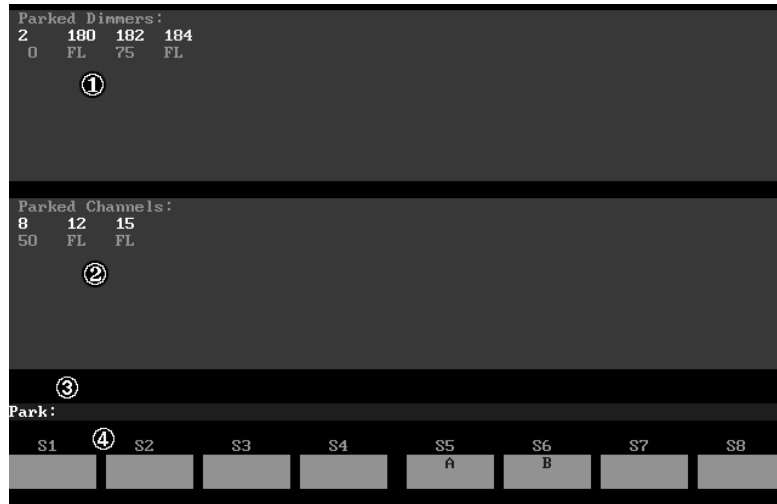 Parked Dimmers:
2 180 182 184
0 FL 75 FL
①
Parked Channels:
8 12 15
50 FL FL
②
③
Park:
④
S1 S2 S3 S4 S5 S6 S7 S8
A B